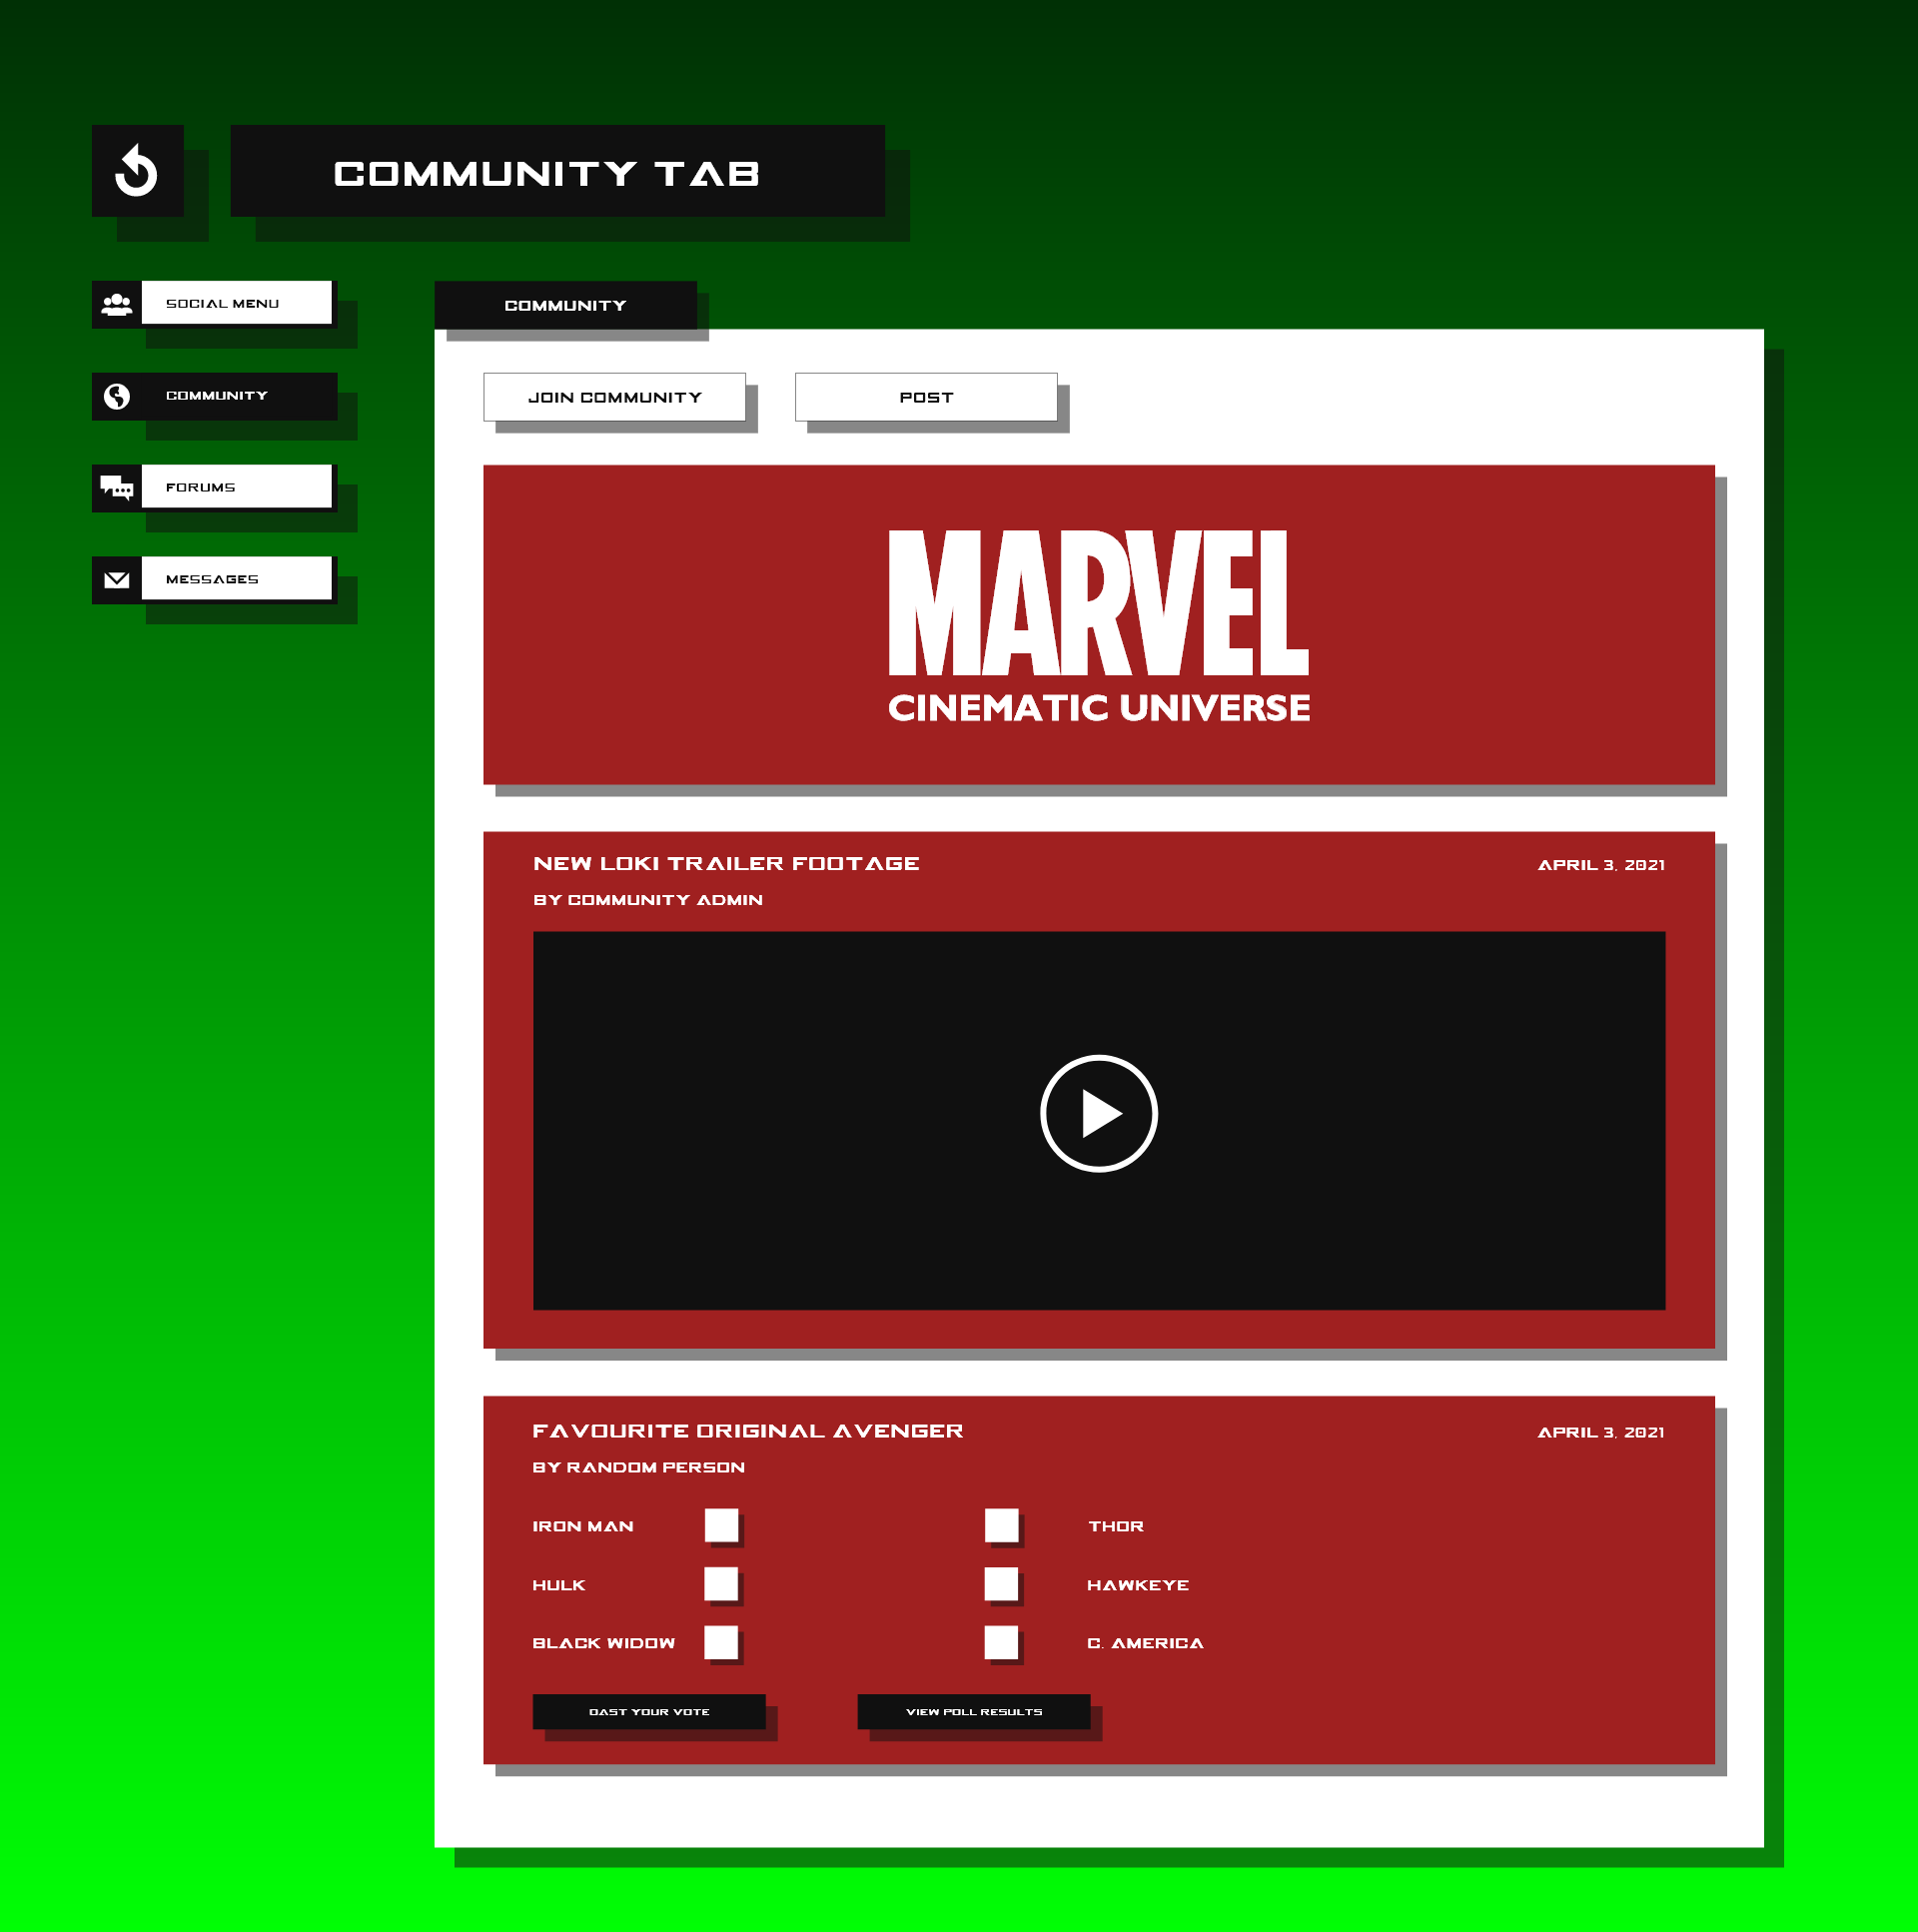 COMMUNITY TAB
SOCIAL MENU
COMMUNITY
FORUMS
MESSAGES
COMMUNITY
JOIN COMMUNITY
POST
MARVEL
CINEMATIC UNIVERSE
NEW LOKI TRAILER FOOTAGE
APRIL 3, 2021
BY COMMUNITY ADMIN
FAVOURITE ORIGINAL AVENGER
APRIL 3, 2021
BY RANDOM PERSON
IRON MAN
THOR
HULK
HAWKEYE
BLACK WIDOW
C. AMERICA
CAST YOUR VOTE
VIEW POLL RESULTS